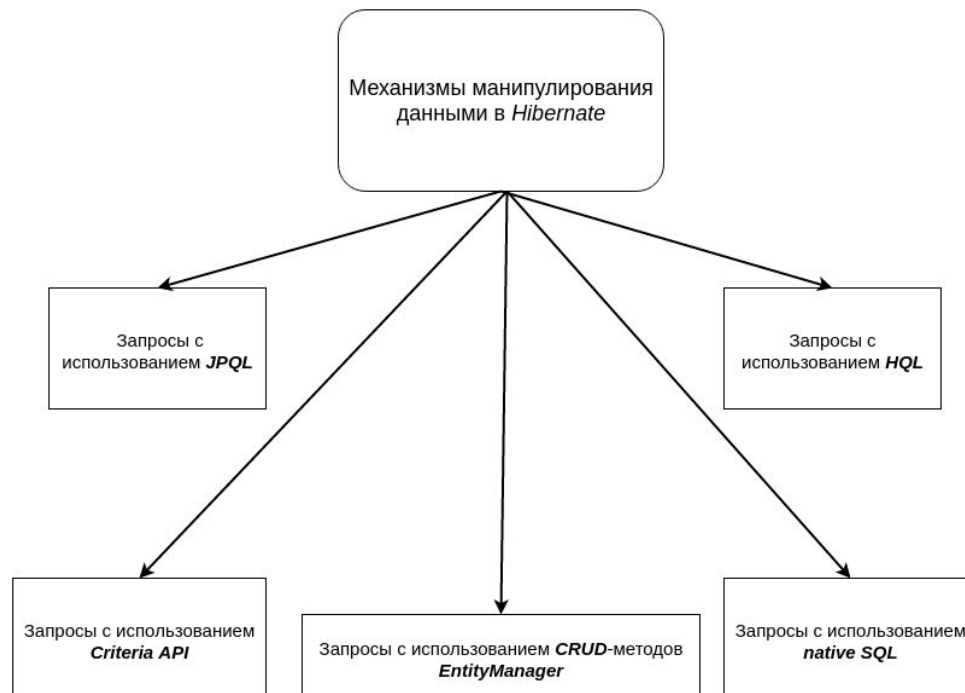 Механизмы манипулирования
данными в Hibernate
Запросы с
использованием JPQL
Запросы с
использованием HQL
Запросы с использованием
Criteria API
Запросы с использованием CRUD-методов
EntityManager
Запросы с использованием
native SQL